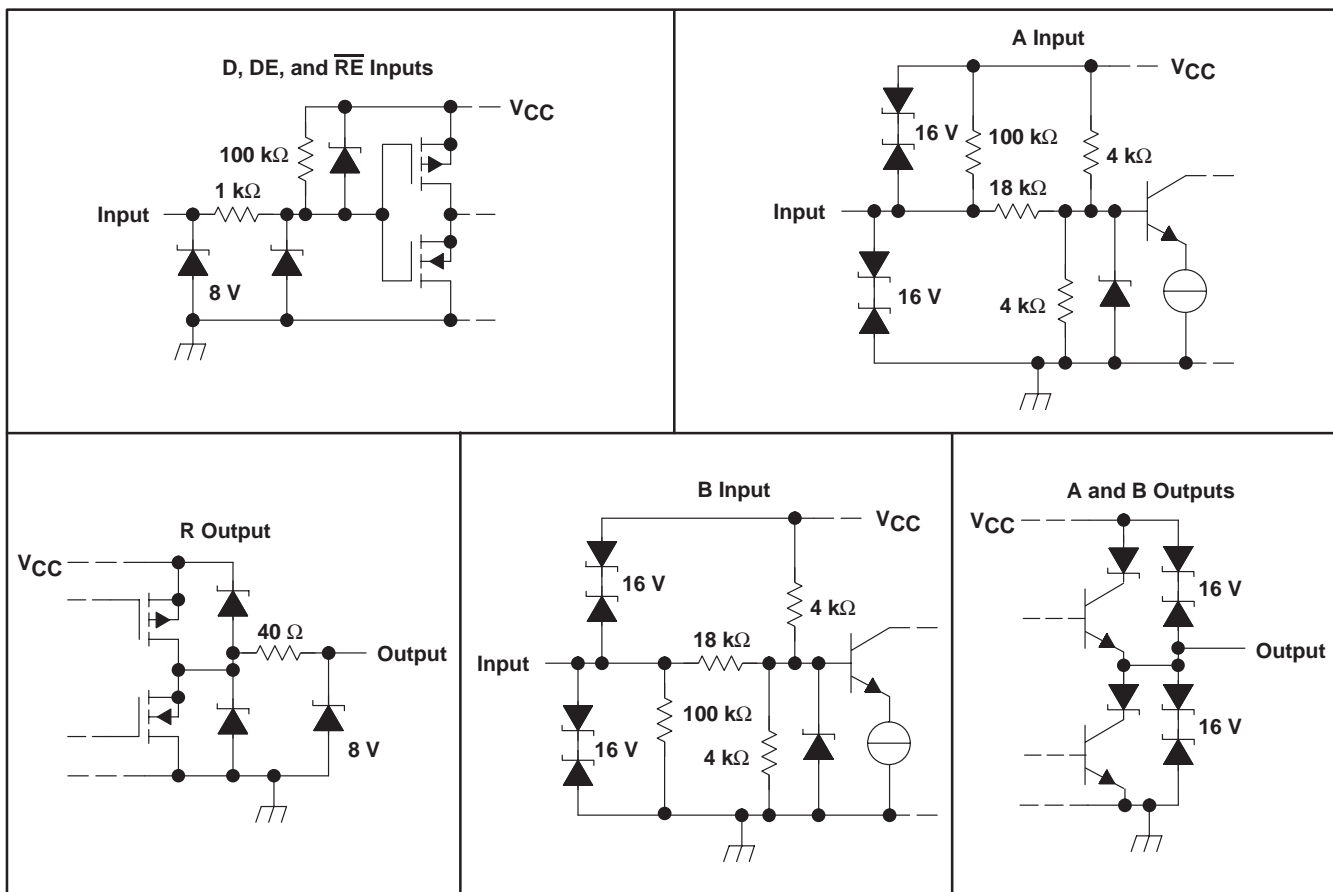 D, DE, and R̅E̅ Inputs
VCC
100 kΩ
1 kΩ
Input
8 V
A Input
VCC
16 V
100 kΩ
4 kΩ
18 kΩ
Input
16 V
4 kΩ
R Output
VCC
40 Ω
Output
8 V
B Input
VCC
16 V
4 kΩ
18 kΩ
Input
100 kΩ
16 V
4 kΩ
A and B Outputs
VCC
16 V
Output
16 V